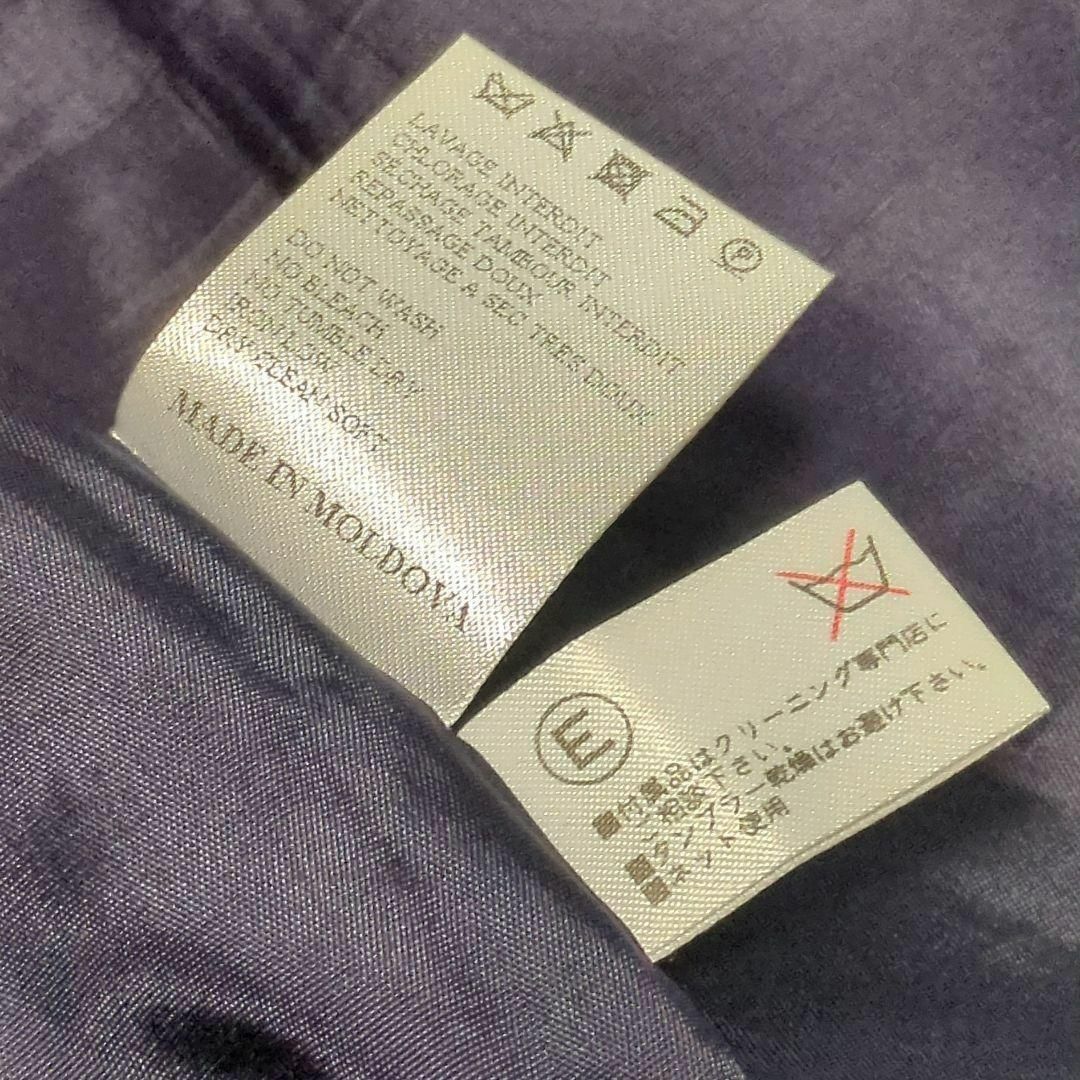 P
LAVAGE INTERDIT
CHLORAGE INTERDIT
SECHAGE TAMBOUR INTERDIT
REPASSAGE DOUX
NETTOYAGE A SEC TRES DOUX
DO NOT WASH
NO BLEACH
NO TUMBLE DRY
IRON LOW
DRY CLEAN SOFT
MADE IN MOLDOVA
E
■付属品はクリーニング専門店に
ご相談下さい。
■タンブラー乾燥はお避け下さい。
■ネット使用